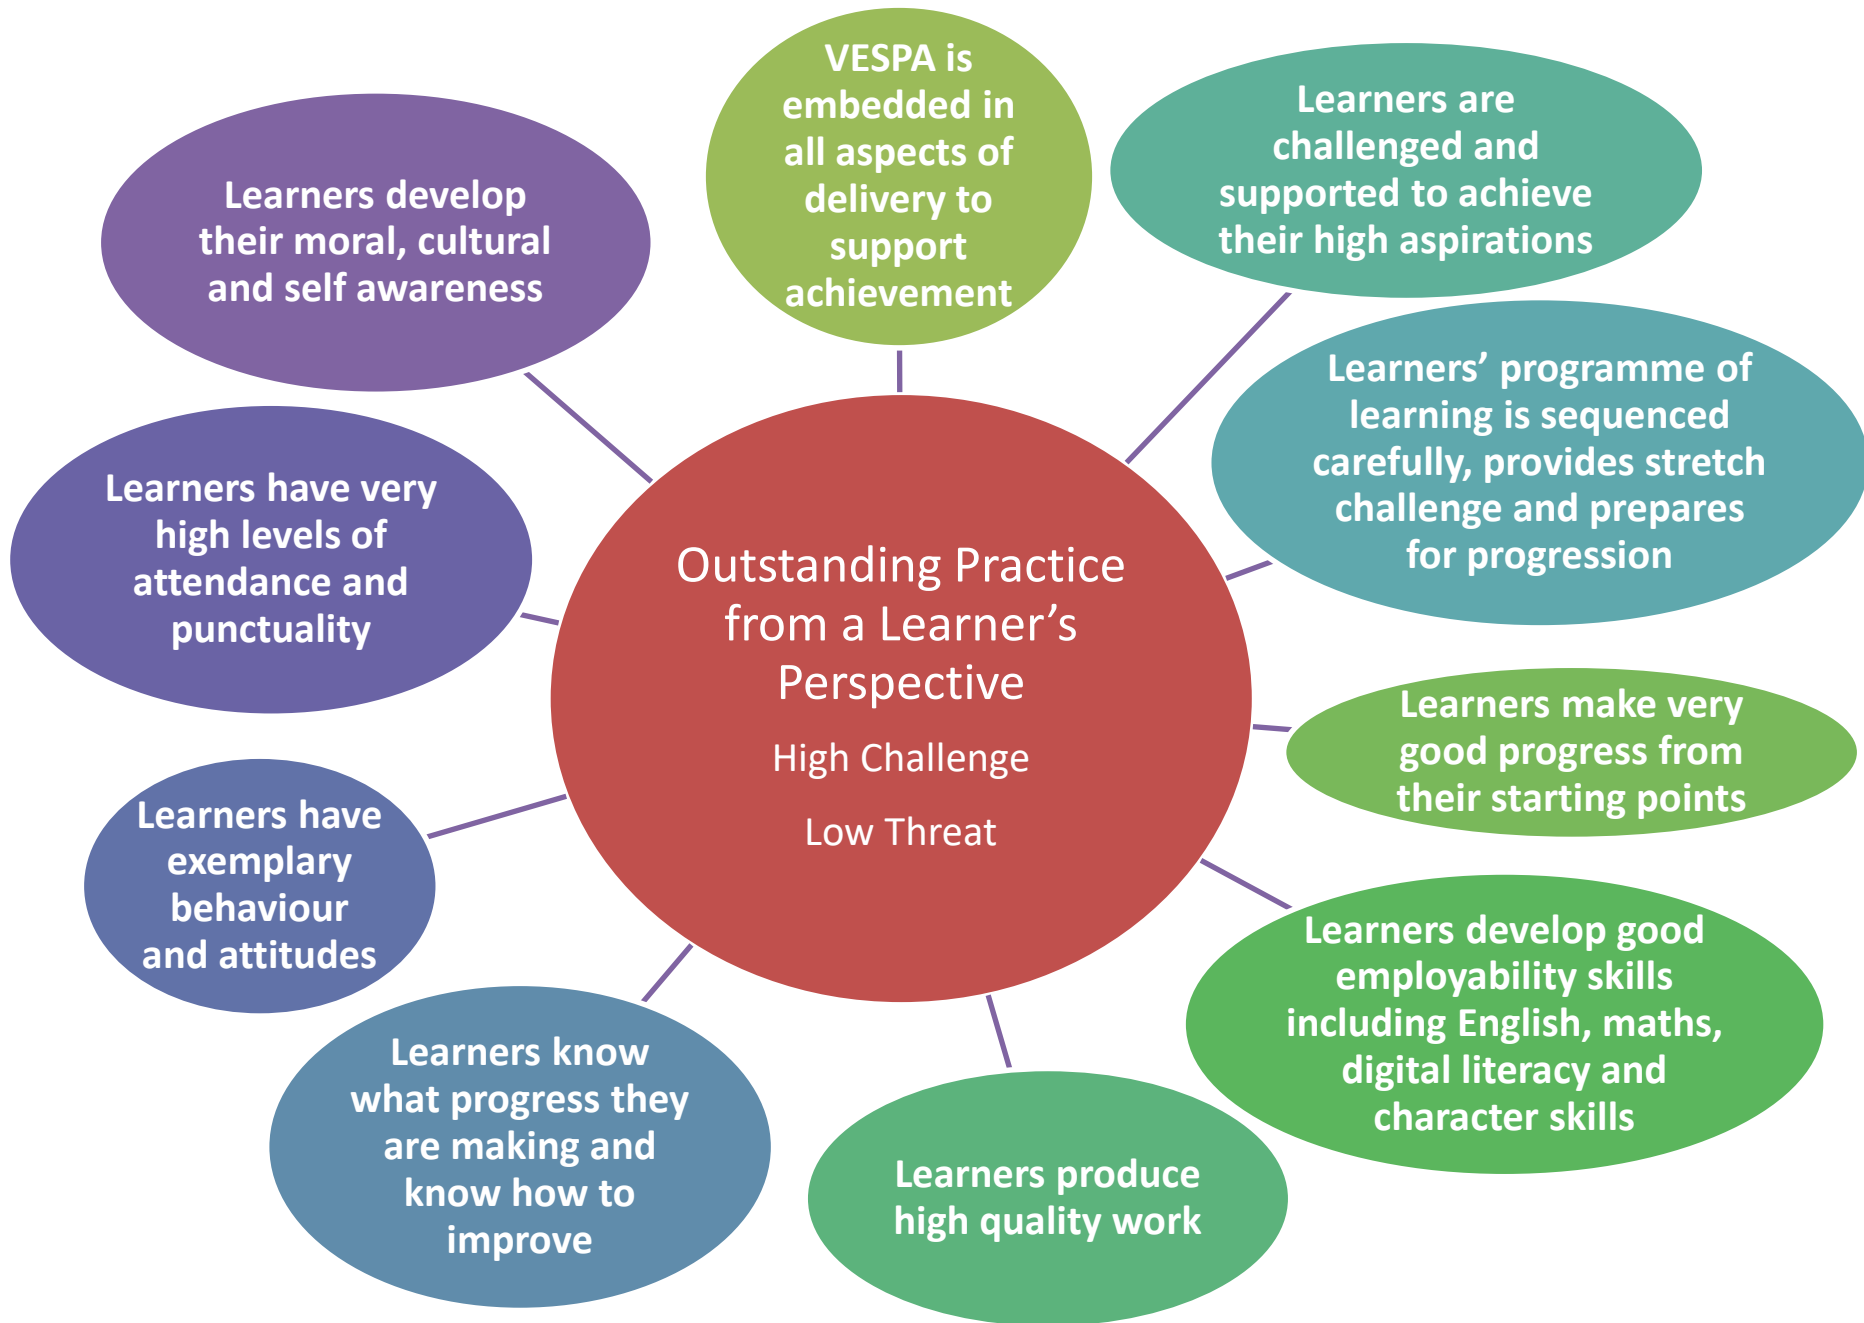 VESPA is
embedded in
all aspects of
delivery to
support
achievement
Learners are
challenged and
supported to achieve
their high aspirations
Learners’ programme of
learning is sequenced
carefully, provides stretch
challenge and prepares
for progression
Learners make very
good progress from
their starting points
Learners develop good
employability skills
including English, maths,
digital literacy and
character skills
Learners produce
high quality work
Learners know
what progress they
are making and
know how to
improve
Learners have
exemplary
behaviour
and attitudes
Learners have very
high levels of
attendance and
punctuality
Learners develop
their moral, cultural
and self awareness
Outstanding Practice
from a Learner’s
Perspective
High Challenge
Low Threat